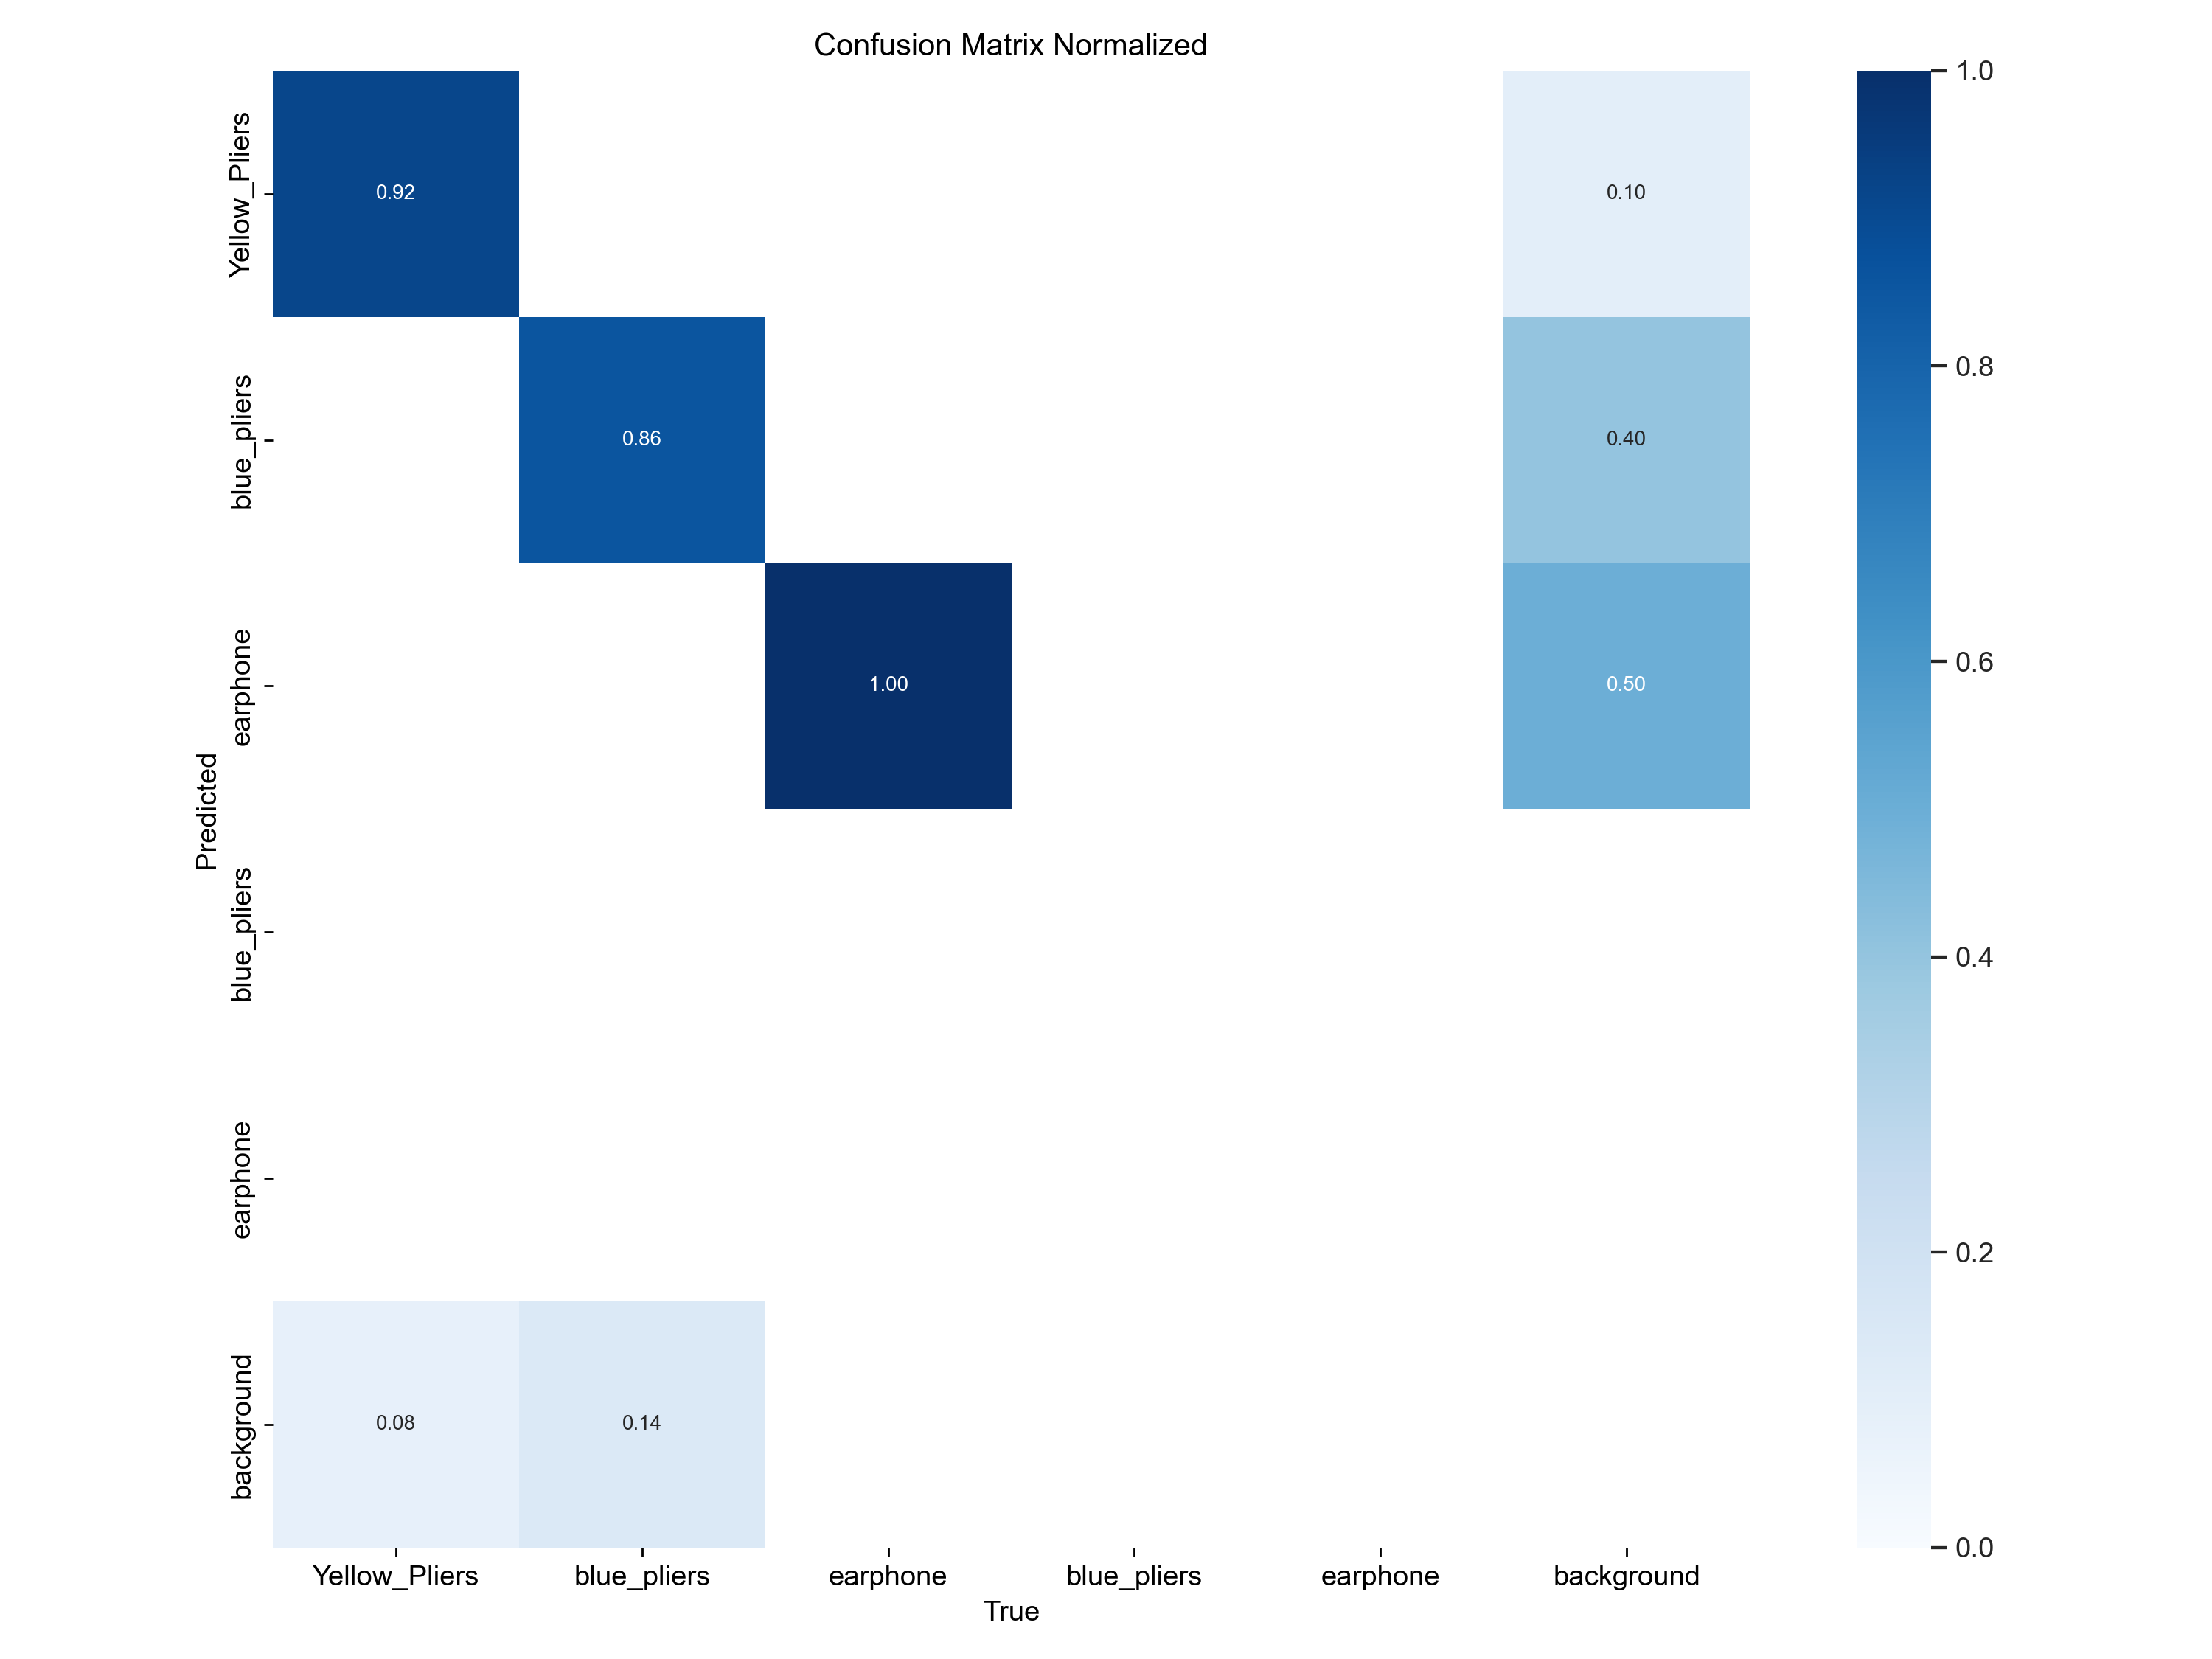 Confusion Matrix Normalized
Yellow_Pliers
blue_pliers
earphone
blue_pliers
earphone
background
Predicted
0.92
0.10
0.86
0.40
1.00
0.50
0.08
0.14
Yellow_Pliers
blue_pliers
earphone
blue_pliers
earphone
background
True
1.0
0.8
0.6
0.4
0.2
0.0